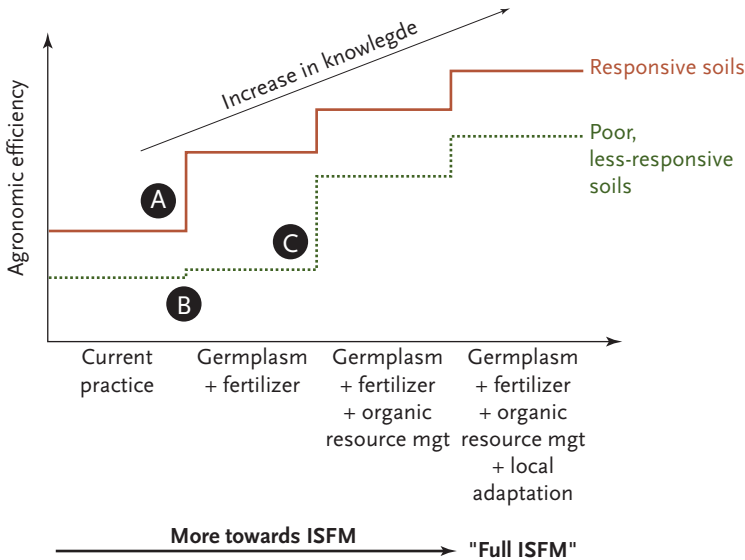 Increase in knowlegde
Responsive soils
Poor,
less-responsive
soils
Agronomic efficiency
A
B
C
Current
practice
Germplasm
+ fertilizer
Germplasm
+ fertilizer
+ organic
resource mgt
Germplasm
+ fertilizer
+ organic
resource mgt
+ local
adaptation
More towards ISFM
"Full ISFM"